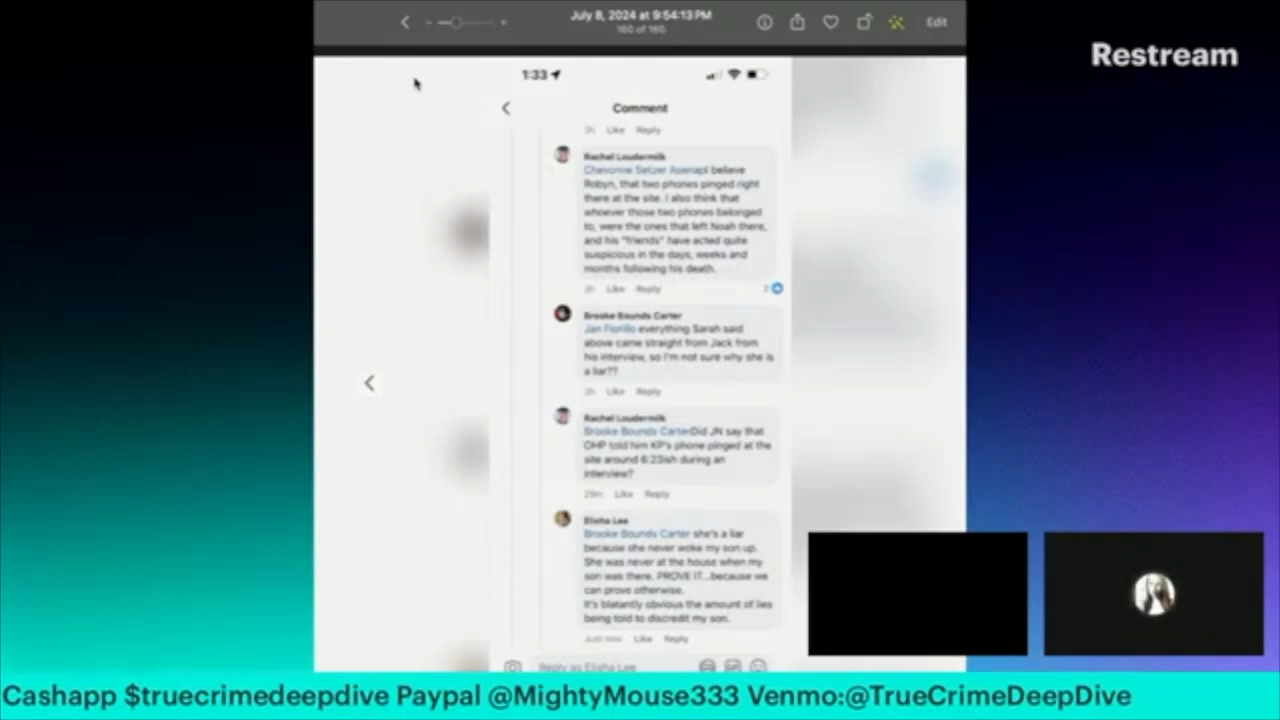 July 8, 2024 at 9:54:13 PM
160 of 160
Edit
Restream
1:33
Comment
3h Like Reply
Rachel Loudermilk
Chevonne Setzer I believe
Robyn, that two phones pinged right
there at the site. I also think that
whoever those two phones belonged
to, were the ones that left Noah there,
and his "friends" have acted quite
suspicious in the days, weeks and
months following his death.
Like Reply
Brooke Bounds Carter
Jan Fiorillo everything Sarah said
above came straight from Jack from
his interview, so I'm not sure why she is
a liar??
Like Reply
Rachel Loudermilk
Brooke Bounds CarterDid JN say that
OHP told him KP's phone pinged at the
site around 6:23ish during an
interview?
Like Reply
Elisha Lee
Brooke Bounds Carter she's a liar
because she never woke my son up.
She was never at the house when my
son was there. PROVE IT...because we
can prove otherwise.
It's blatantly obvious the amount of lies
being told to discredit my son.
Just now Like Reply
Reply as Elisha Lee
Cashapp $truecrimedeepdive Paypal @MightyMouse333 Venmo:@TrueCrimeDeepDive